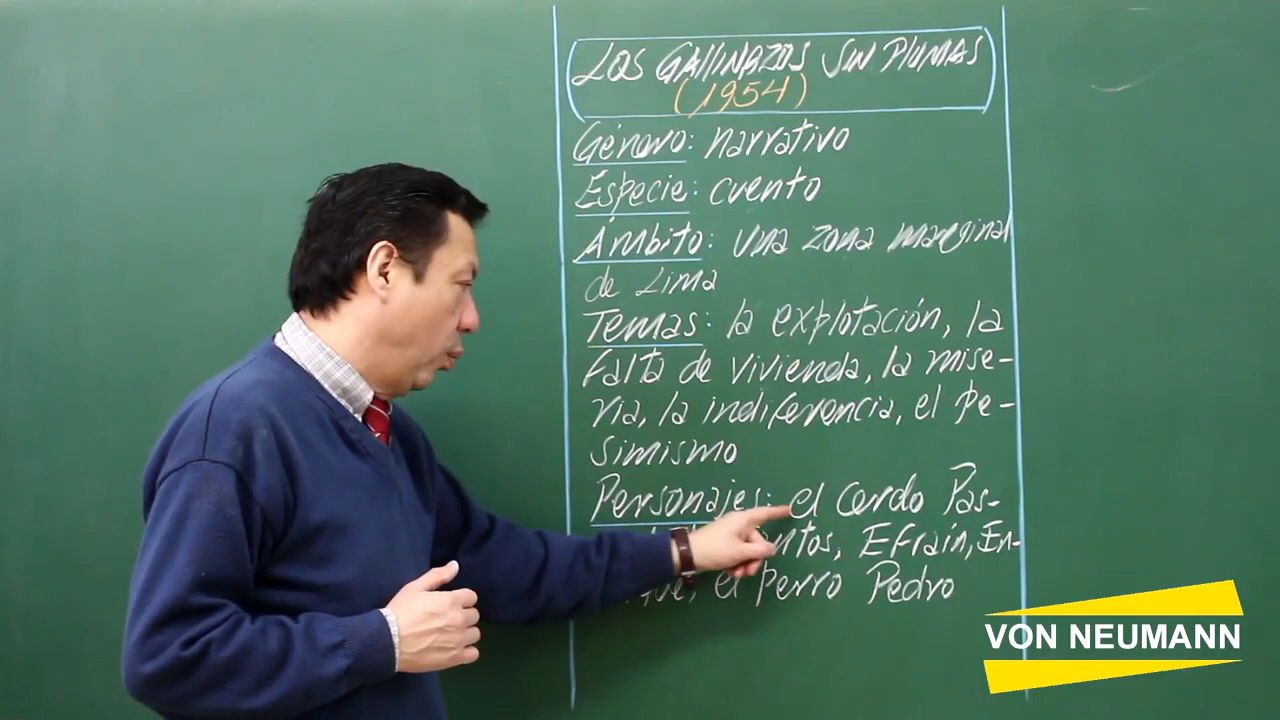 LOS GALLINAZOS SIN PLUMAS
(1954)
Género: narrativo
Especie: cuento
Ámbito: una zona marginal
de Lima
Temas: la explotación, la
falta de vivienda, la mise-
ria, la indiferencia, el pe-
simismo
Personajes: el cerdo Pas-
Efraín, En-
el perro Pedro
VON NEUMANN